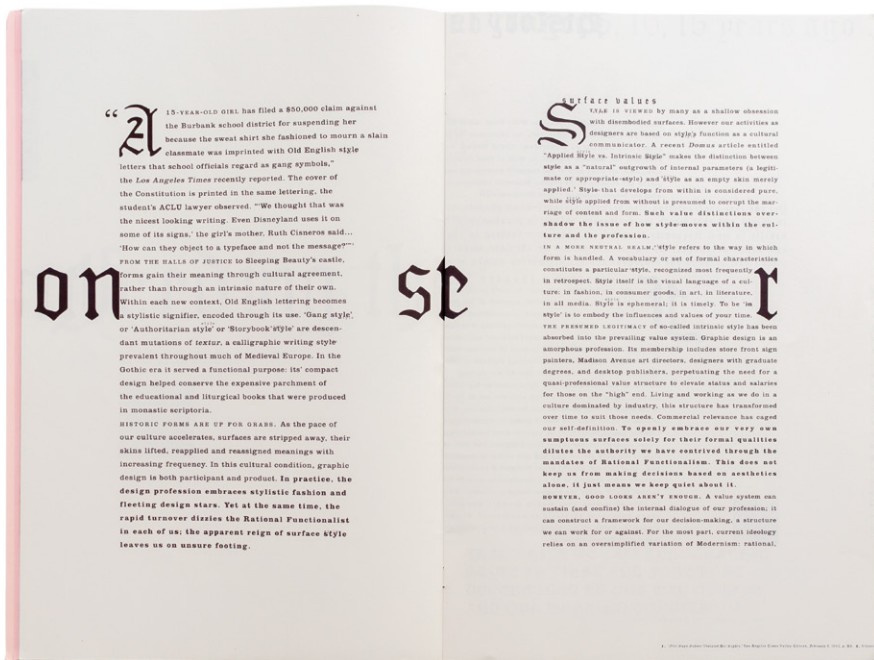 “A 15-YEAR-OLD GIRL has filed a $50,000 claim against
the Burbank school district for suspending her
because the sweat shirt she fashioned to mourn a slain
classmate was imprinted with Old English style
letters that school officials regard as gang symbols,”
the Los Angeles Times recently reported. The cover of
the Constitution is printed in the same lettering, the
student’s ACLU lawyer observed. “‘We thought that was
the nicest looking writing. Even Disneyland uses it on
some of its signs,’ the girl’s mother, Ruth Cisneros said...
‘How can they object to a typeface and not the message?’”
FROM THE HALLS OF JUSTICE to Sleeping Beauty’s castle,
forms gain their meaning through cultural agreement,
rather than through an intrinsic nature of their own.
Within each new context, Old English lettering becomes
a stylistic signifier, encoded through its use. ‘Gang style’,
or ‘Authoritarian style’ or ‘Storybook style’ are descen-
dant mutations of textur, a calligraphic writing style
prevalent throughout much of Medieval Europe. In the
Gothic era it served a functional purpose: its’ compact
design helped conserve the expensive parchment of
the educational and liturgical books that were produced
in monastic scriptoria.
HISTORIC FORMS ARE UP FOR GRABS. As the pace of
our culture accelerates, surfaces are stripped away, their
skins lifted, reapplied and reassigned meanings with
increasing frequency. In this cultural condition, graphic
design is both participant and product. In practice, the
design profession embraces stylistic fashion and
fleeting design stars. Yet at the same time, the
rapid turnover dizzies the Rational Functionalist
in each of us; the apparent reign of surface style
leaves us on unsure footing.
on se r
surface values
STYLE IS VIEWED by many as a shallow obsession
with disembodied surfaces. However our activities as
designers are based on style’s function as a cultural
communicator. A recent Domus article entitled
“Applied Style vs. Intrinsic Style” makes the distinction between
style as a “natural” outgrowth of internal parameters (a legiti-
mate or appropriate style) and ‘style as an empty skin merely
applied.’ Style that develops from within is considered pure,
while style applied from without is presumed to corrupt the mar-
riage of content and form. Such value distinctions over-
shadow the issue of how style moves within the cul-
ture and the profession.
IN A MORE NEUTRAL REALM, ‘style refers to the way in which
form is handled. A vocabulary or set of formal characteristics
constitutes a particular style, recognized most frequently
in retrospect. Style itself is the visual language of a cul-
ture: in fashion, in consumer goods, in art, in literature,
in all media. Style is ephemeral; it is timely. To be ‘in
style’ is to embody the influences and values of your time.
THE PRESUMED LEGITIMACY of so-called intrinsic style has been
absorbed into the prevailing value system. Graphic design is an
amorphous profession. Its membership includes store front sign
painters, Madison Avenue art directors, designers with graduate
degrees, and desktop publishers, perpetuating the need for a
quasi-professional value structure to elevate status and salaries
for those on the “high” end. Living and working as we do in a
culture dominated by industry, this structure has transformed
over time to suit those needs. Commercial relevance has caged
our self-definition. To openly embrace our very own
sumptuous surfaces solely for their formal qualities
dilutes the authority we have contrived through the
mandates of Rational Functionalism. This does not
keep us from making decisions based on aesthetics
alone, it just means we keep quiet about it.
HOWEVER, GOOD LOOKS AREN’T ENOUGH. A value system can
sustain (and confine) the internal dialogue of our profession; it
can construct a framework for our decision-making, a structure
we can work for or against. For the most part, current ideology
relies on an oversimplified variation of Modernism: rational,